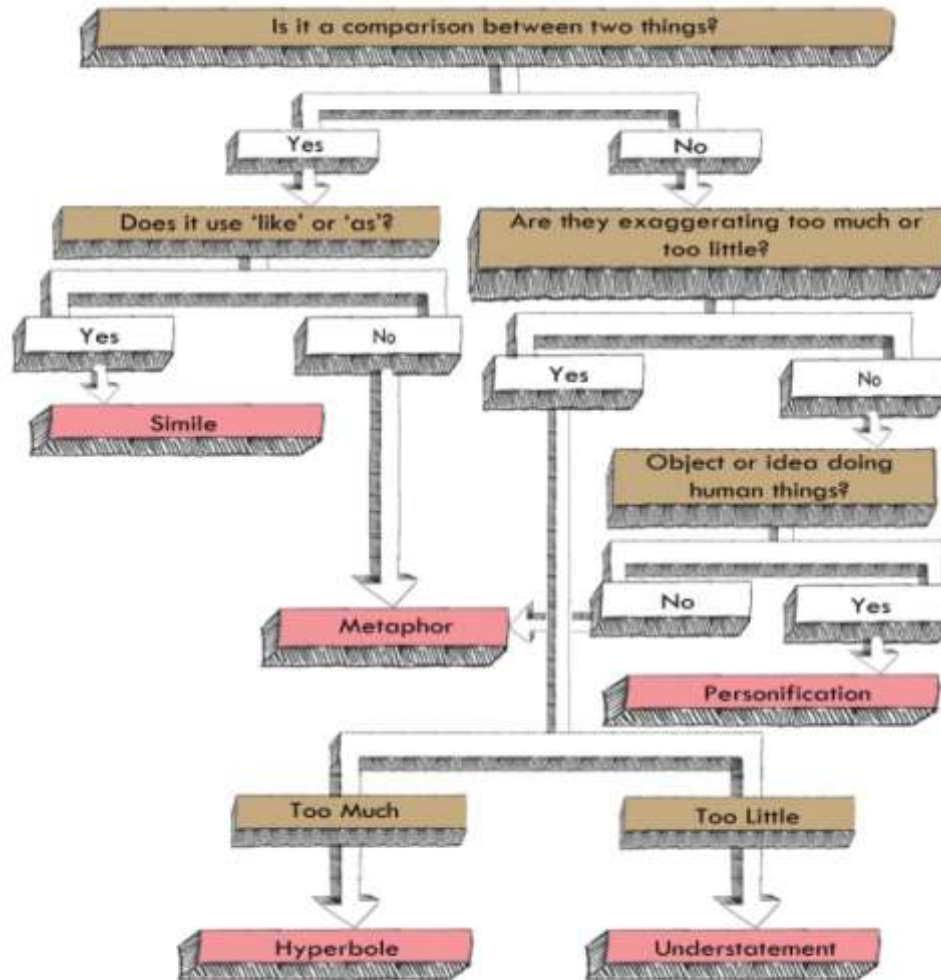 Is it a comparison between two things?
Yes
No
Does it use 'like' or 'as'?
Are they exaggerating too much or
too little?
Yes
No
Yes
No
Simile
Object or idea doing
human things?
No
Yes
Metaphor
Personification
Too Much
Too Little
Hyperbole
Understatement